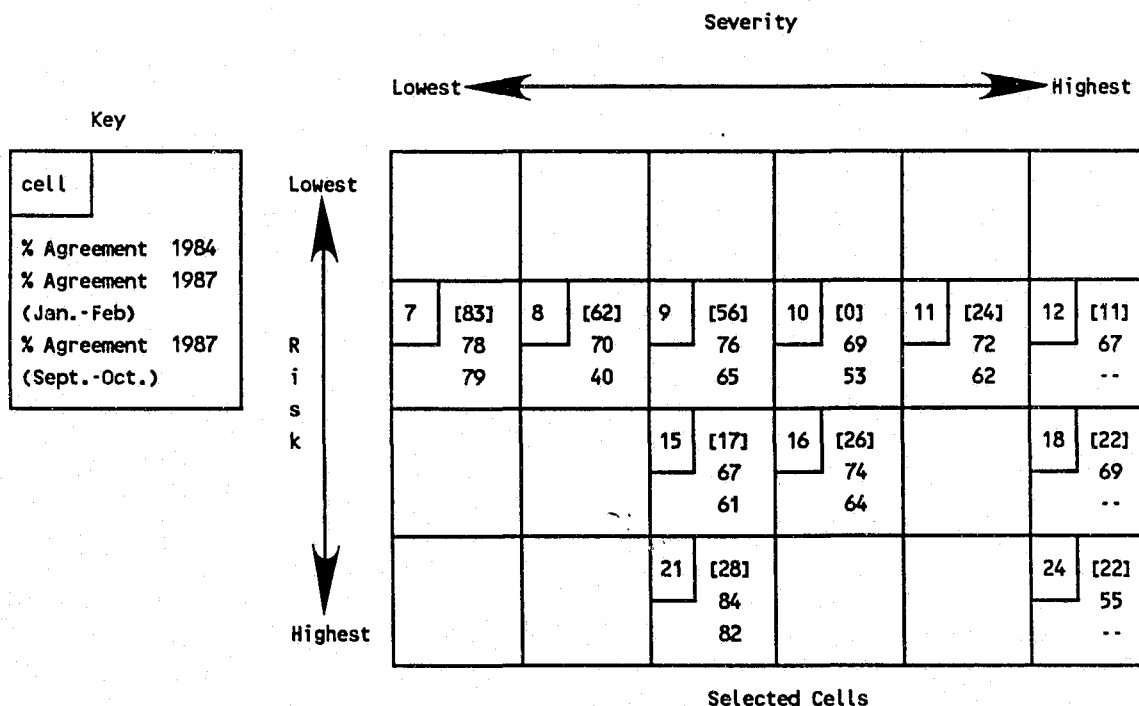 Severity
Lowest Highest
Key
cell
% Agreement 1984
% Agreement 1987
(Jan.-Feb)
% Agreement 1987
(Sept.-Oct.)
Lowest
Risk
Highest
7 [83] 8 [62] 9 [56] 10 [0] 11 [24] 12 [11]
78 70 76 69 72 67
79 40 65 53 62 --
15 [17] 16 [26] 18 [22]
67 74 69
61 64 --
21 [28] 24 [22]
84 55
82 --
Selected Cells